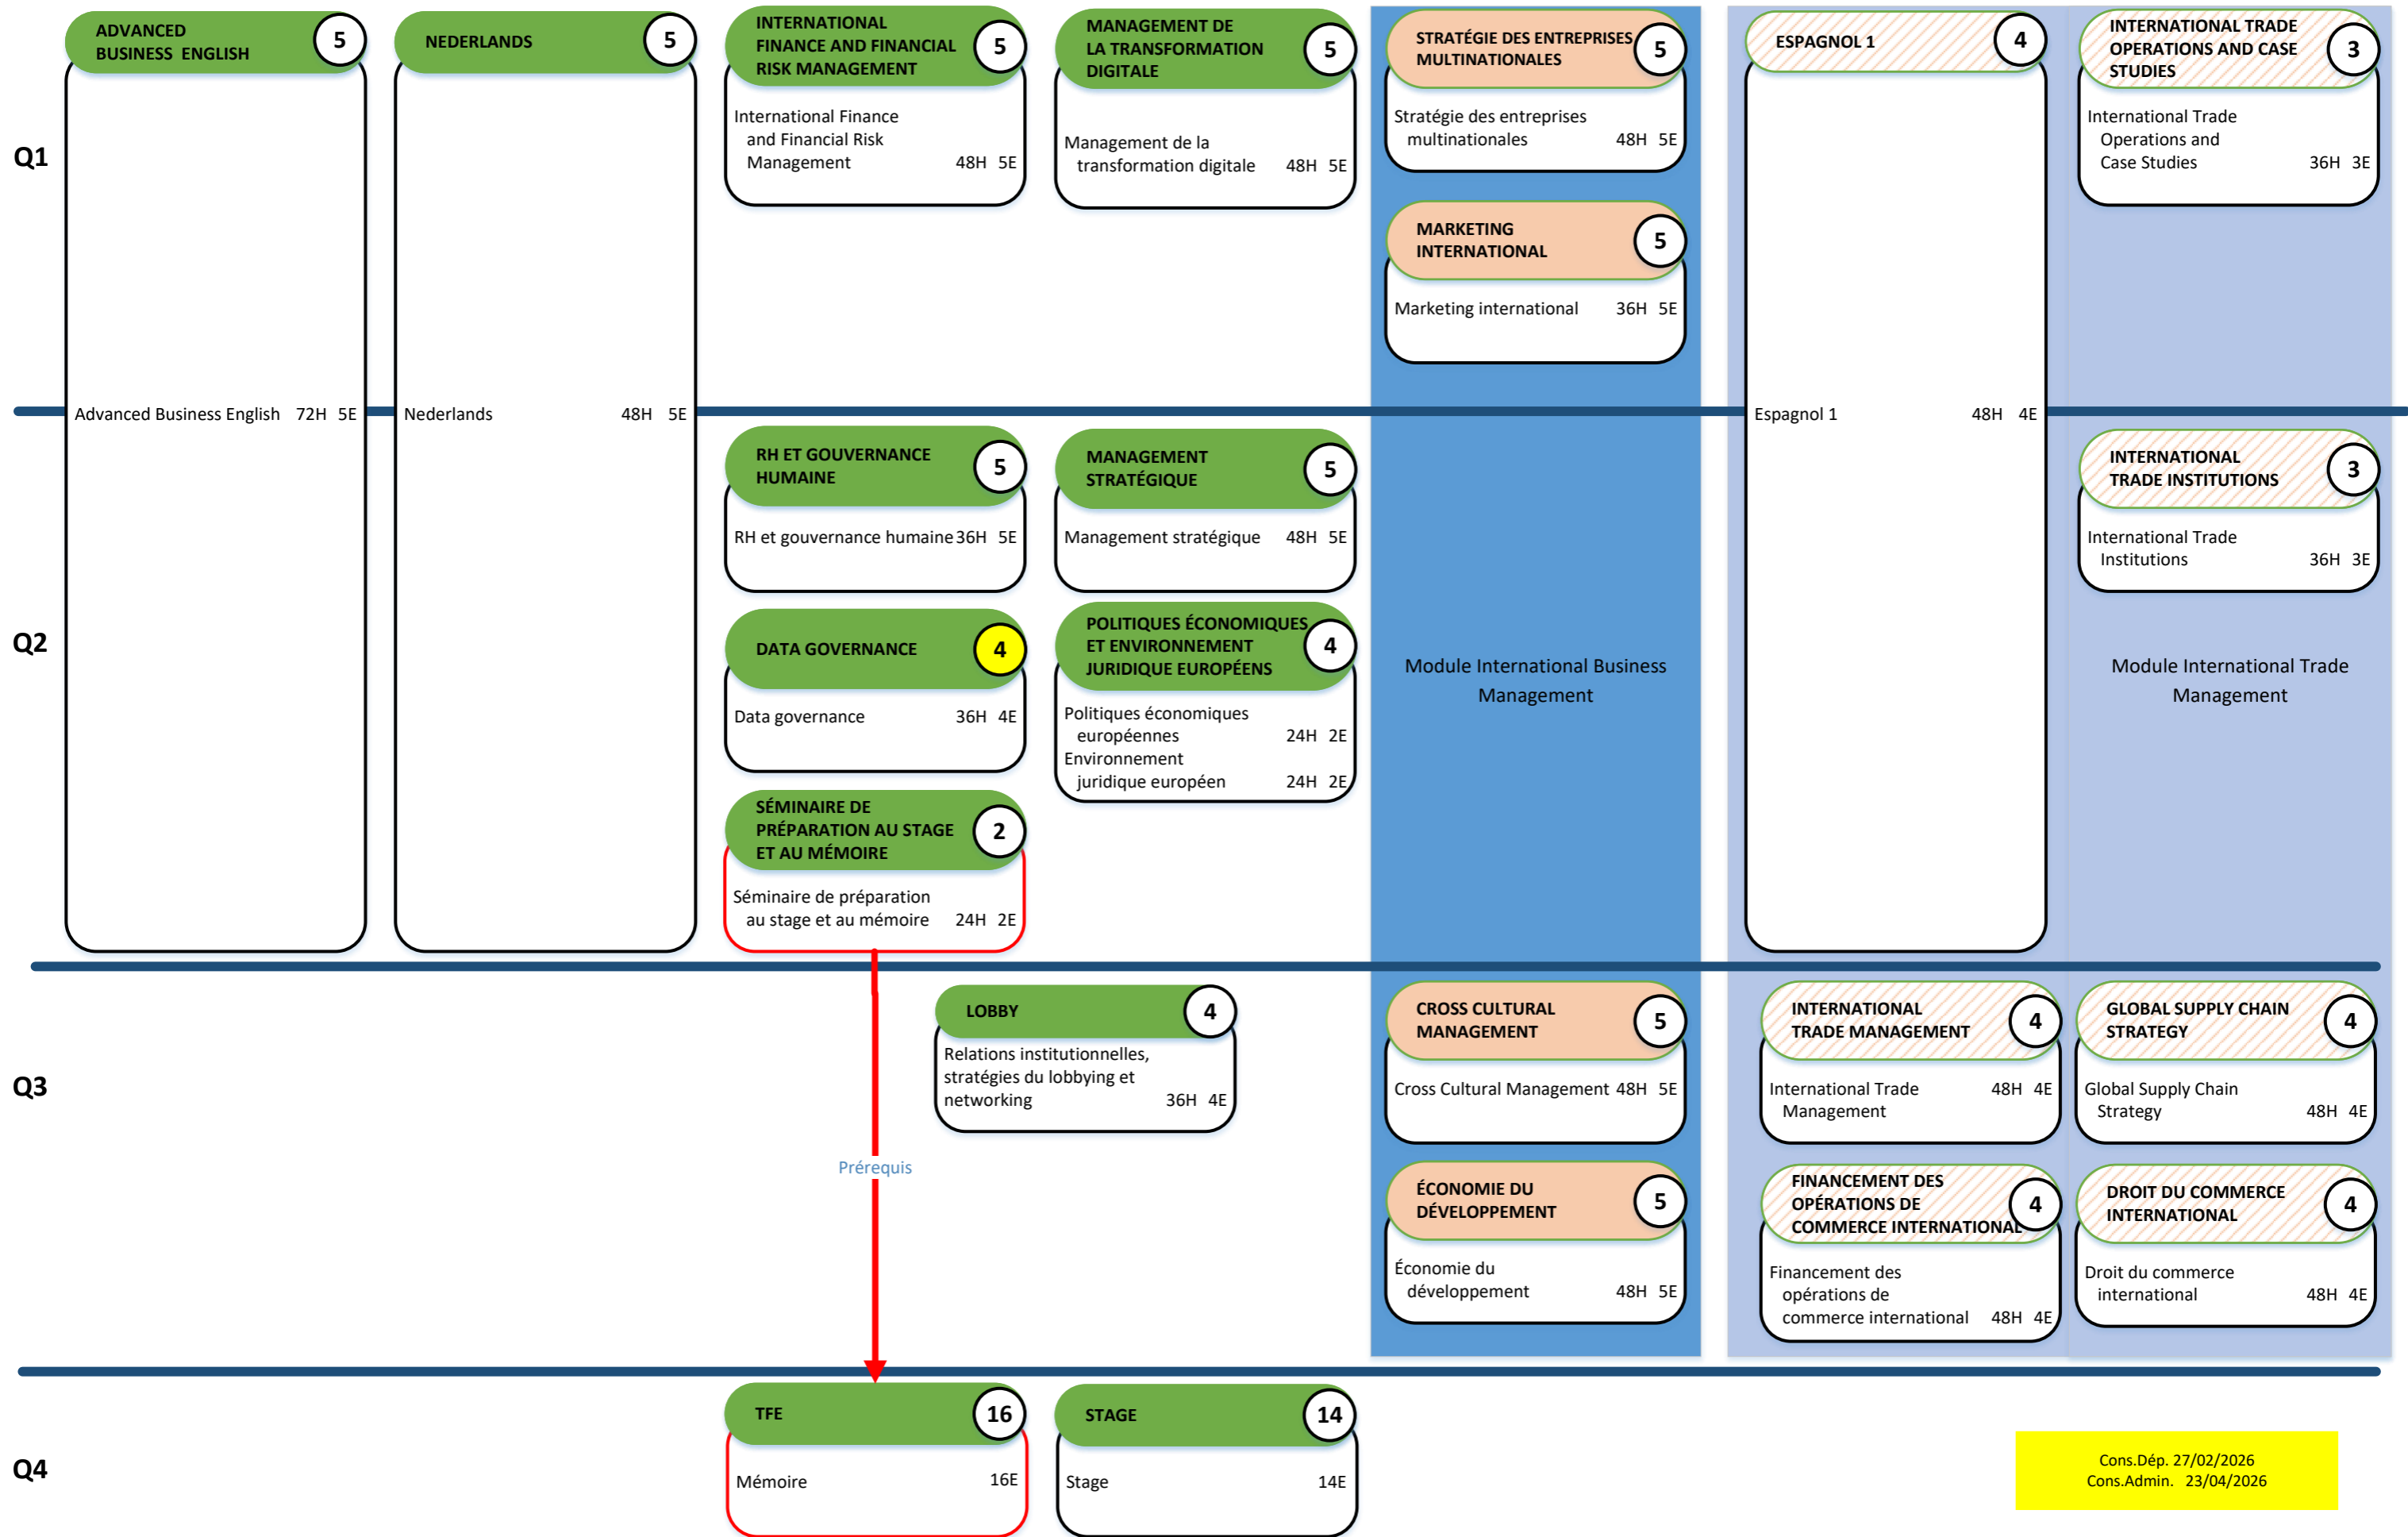 ADVANCED
BUSINESS  ENGLISH
5
NEDERLANDS
5
INTERNATIONAL
FINANCE AND FINANCIAL
RISK MANAGEMENT
5
MANAGEMENT DE
LA TRANSFORMATION
DIGITALE
5
STRATÉGIE DES ENTREPRISES
MULTINATIONALES
5
ESPAGNOL 1
4
INTERNATIONAL TRADE
OPERATIONS AND CASE
STUDIES
3
Q1
International Finance
and Financial Risk
Management 48H 5E
Management de la
transformation digitale 48H 5E
Stratégie des entreprises
multinationales 48H 5E
International Trade
Operations and
Case Studies 36H 3E
MARKETING
INTERNATIONAL
5
Marketing international 36H 5E
Advanced Business English 72H 5E
Nederlands 48H 5E
Espagnol 1 48H 4E
Q2
RH ET GOUVERNANCE
HUMAINE
5
RH et gouvernance humaine 36H 5E
MANAGEMENT
STRATÉGIQUE
5
Management stratégique 48H 5E
INTERNATIONAL
TRADE INSTITUTIONS
3
International Trade
Institutions 36H 3E
DATA GOVERNANCE
4
Data governance 36H 4E
POLITIQUES ÉCONOMIQUES
ET ENVIRONNEMENT
JURIDIQUE EUROPÉENS
4
Politiques économiques
européennes 24H 2E
Environnement
juridique européen 24H 2E
Module International Business
Management
Module International Trade
Management
SÉMINAIRE DE
PRÉPARATION AU STAGE
ET AU MÉMOIRE
2
Séminaire de préparation
au stage et au mémoire 24H 2E
Q3
LOBBY
4
Relations institutionnelles,
stratégies du lobbying et
networking 36H 4E
CROSS CULTURAL
MANAGEMENT
5
Cross Cultural Management 48H 5E
INTERNATIONAL
TRADE MANAGEMENT
4
International Trade 48H 4E
Management
GLOBAL SUPPLY CHAIN
STRATEGY
4
Global Supply Chain
Strategy 48H 4E
Prérequis
ÉCONOMIE DU
DÉVELOPPEMENT
5
Économie du
développement 48H 5E
FINANCEMENT DES
OPÉRATIONS DE
COMMERCE INTERNATIONAL
4
Financement des
opérations de
commerce international 48H 4E
DROIT DU COMMERCE
INTERNATIONAL
4
Droit du commerce
international 48H 4E
Q4
TFE
16
Mémoire 16E
STAGE
14
Stage 14E
Cons.Dép. 27/02/2026
Cons.Admin. 23/04/2026